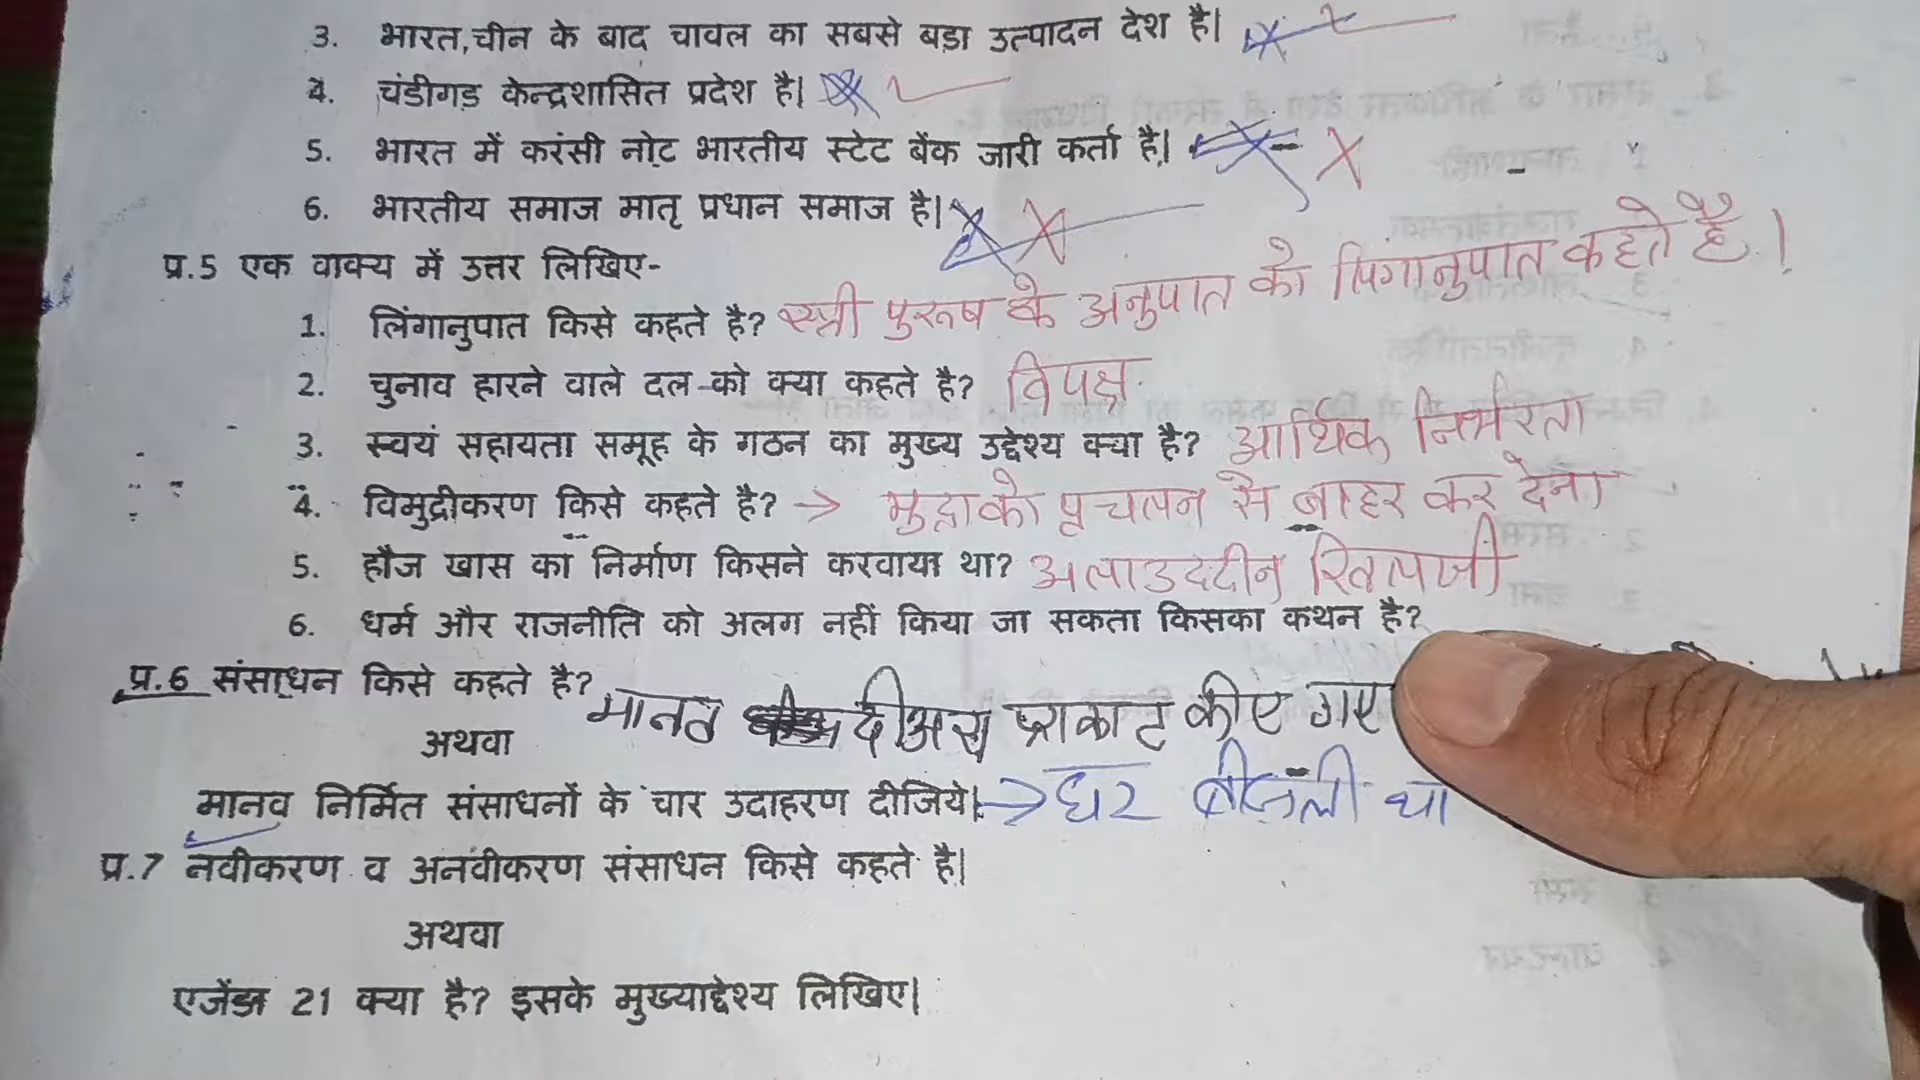 3. भारत,चीन के बाद चावल का सबसे बड़ा उत्पादन देश है।
4. चंडीगड केन्द्रशासित प्रदेश है।
5. भारत में करंसी नोट भारतीय स्टेट बेंक जारी कर्ता है। X
6. भारतीय समाज मातृ प्रधान समाज है। X
प्र.5 एक वाक्य में उत्तर लिखिए-
1. लिंगानुपात किसे कहते है? स्त्री पुरूष के अनुपात को लिंगानुपात कहते है।
2. चुनाव हारने वाले दल को क्या कहते है? विपक्ष
3. स्वयं सहायता समूह के गठन का मुख्य उद्देश्य क्या है? आर्थिक निर्भरता
4. विमुद्रीकरण किसे कहते है? → मुद्रा को प्रचलन से बाहर कर देना
5. हौज खास का निर्माण किसने करवाया था? अलाउददीन खिलजी
6. धर्म और राजनीति को अलग नहीं किया जा सकता किसका कथन है?
प्र.6 संसाधन किसे कहते है? मानव गए
अथवा
मानव निर्मित संसाधनों के चार उदाहरण दीजिये। → घर बीजली
प्र.7 नवीकरण व अनवीकरण संसाधन किसे कहते है।
अथवा
एजेंडा 21 क्या है? इसके मुख्याद्देश्य लिखिए।